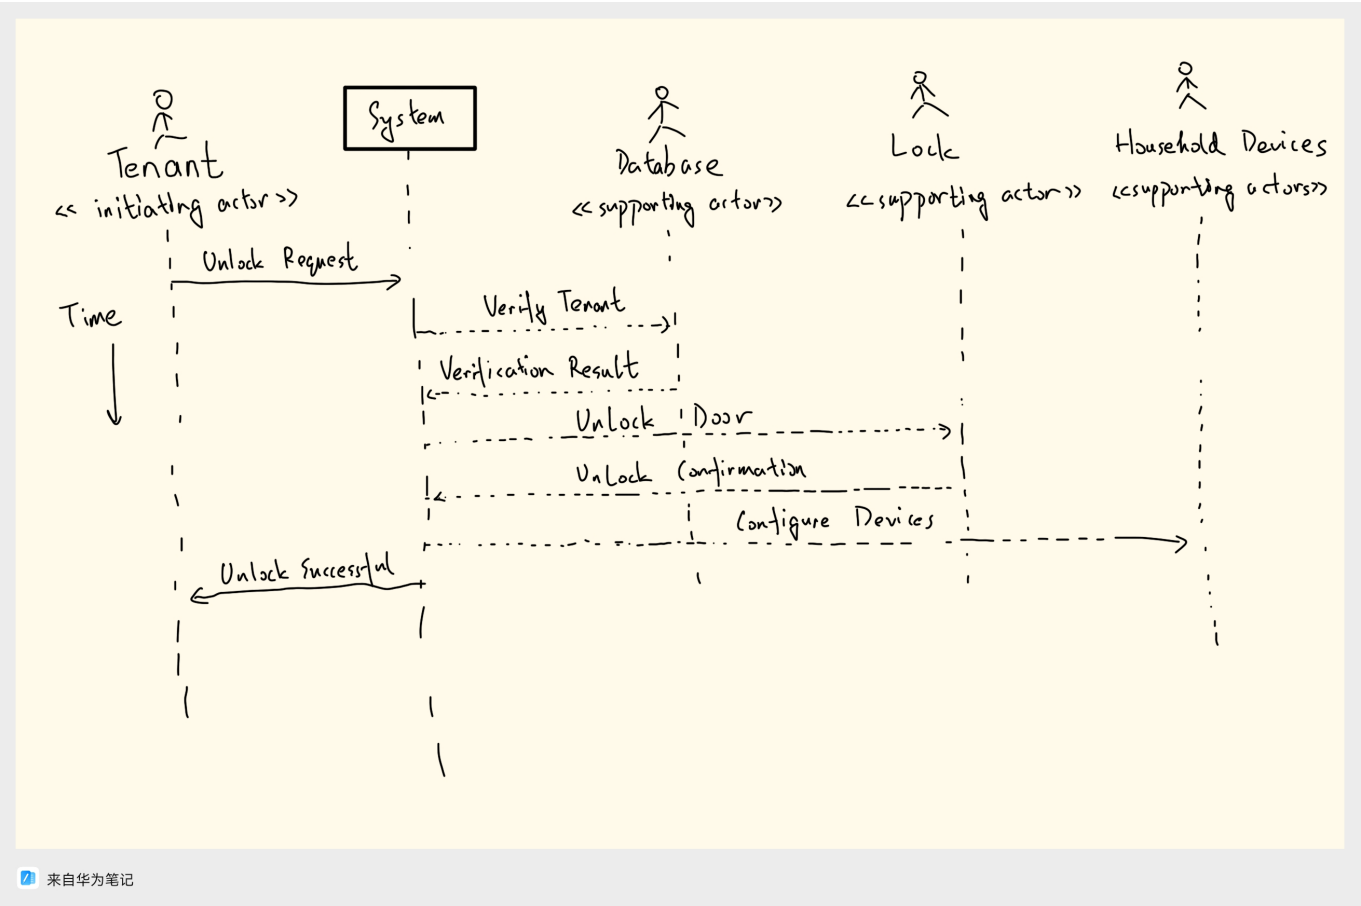 System
Tenant
<< initiating actor >>
Database
<< supporting actor >>
Lock
<< supporting actor >>
Household Devices
<< supporting actors >>
Unlock Request
Time
Verify Tenant
Verification Result
Unlock Door
Unlock Confirmation
Configure Devices
Unlock Successful
来自华为笔记